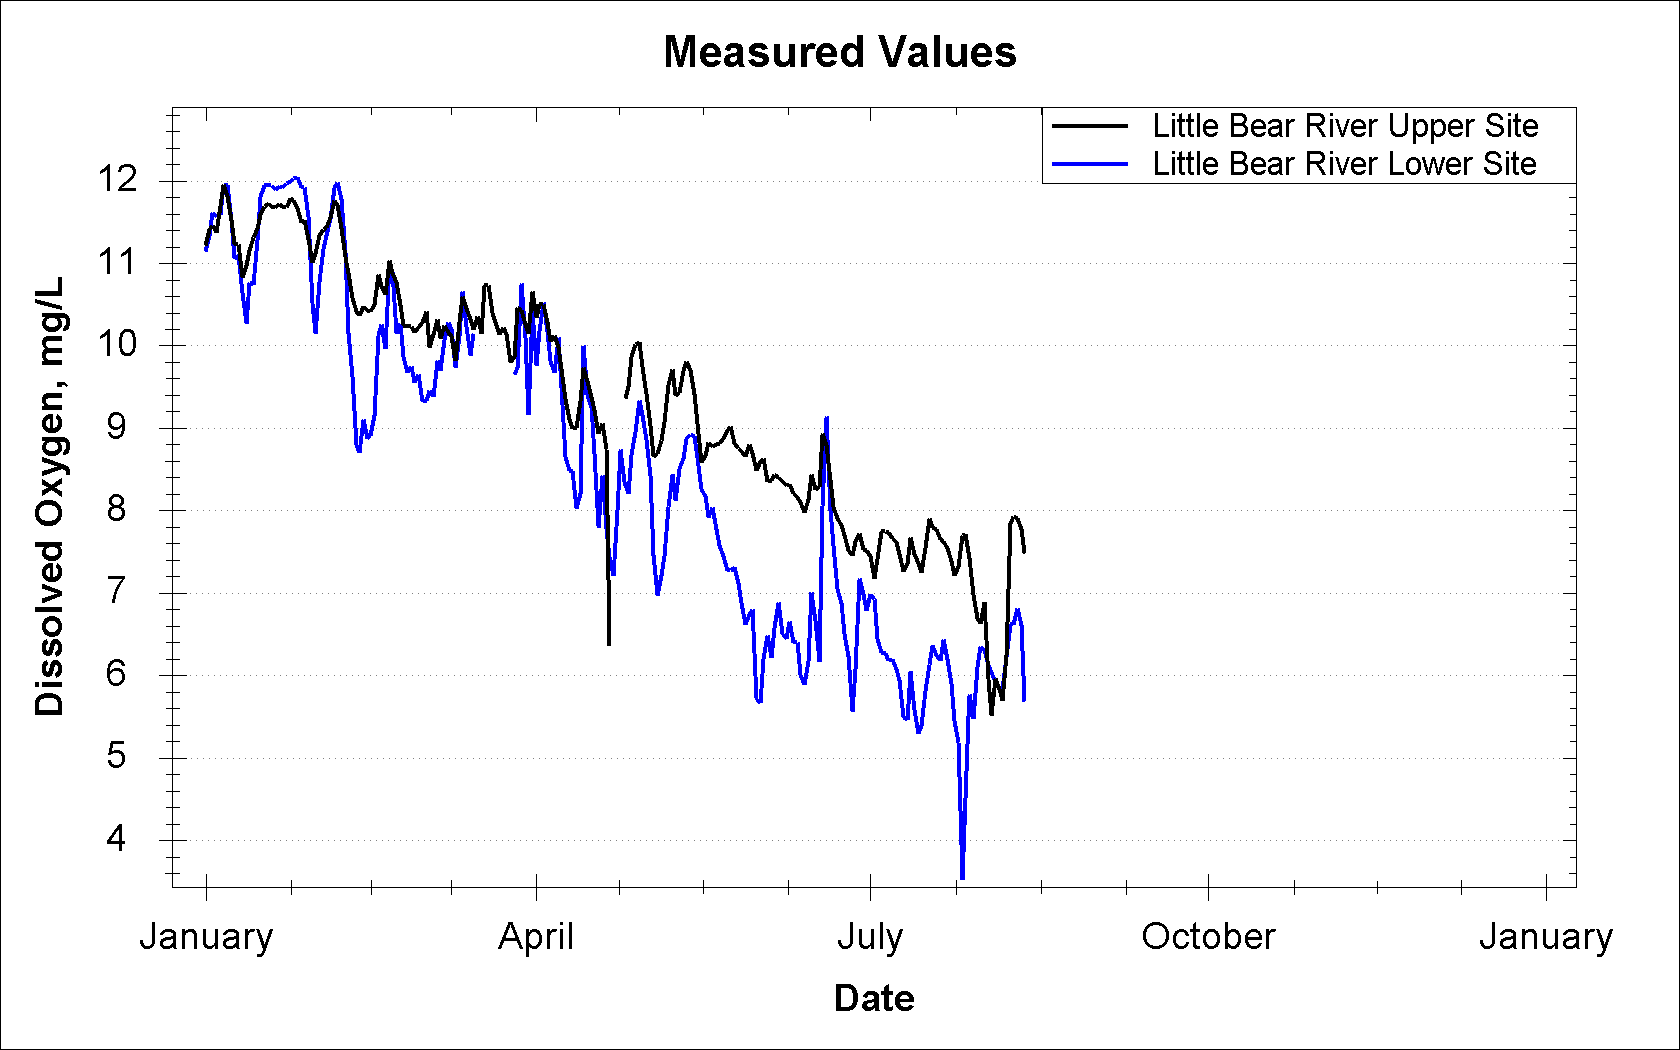 Measured Values
Little Bear River Upper Site
Little Bear River Lower Site
Dissolved Oxygen, mg/L
12
11
10
9
8
7
6
5
4
January April July October January
Date